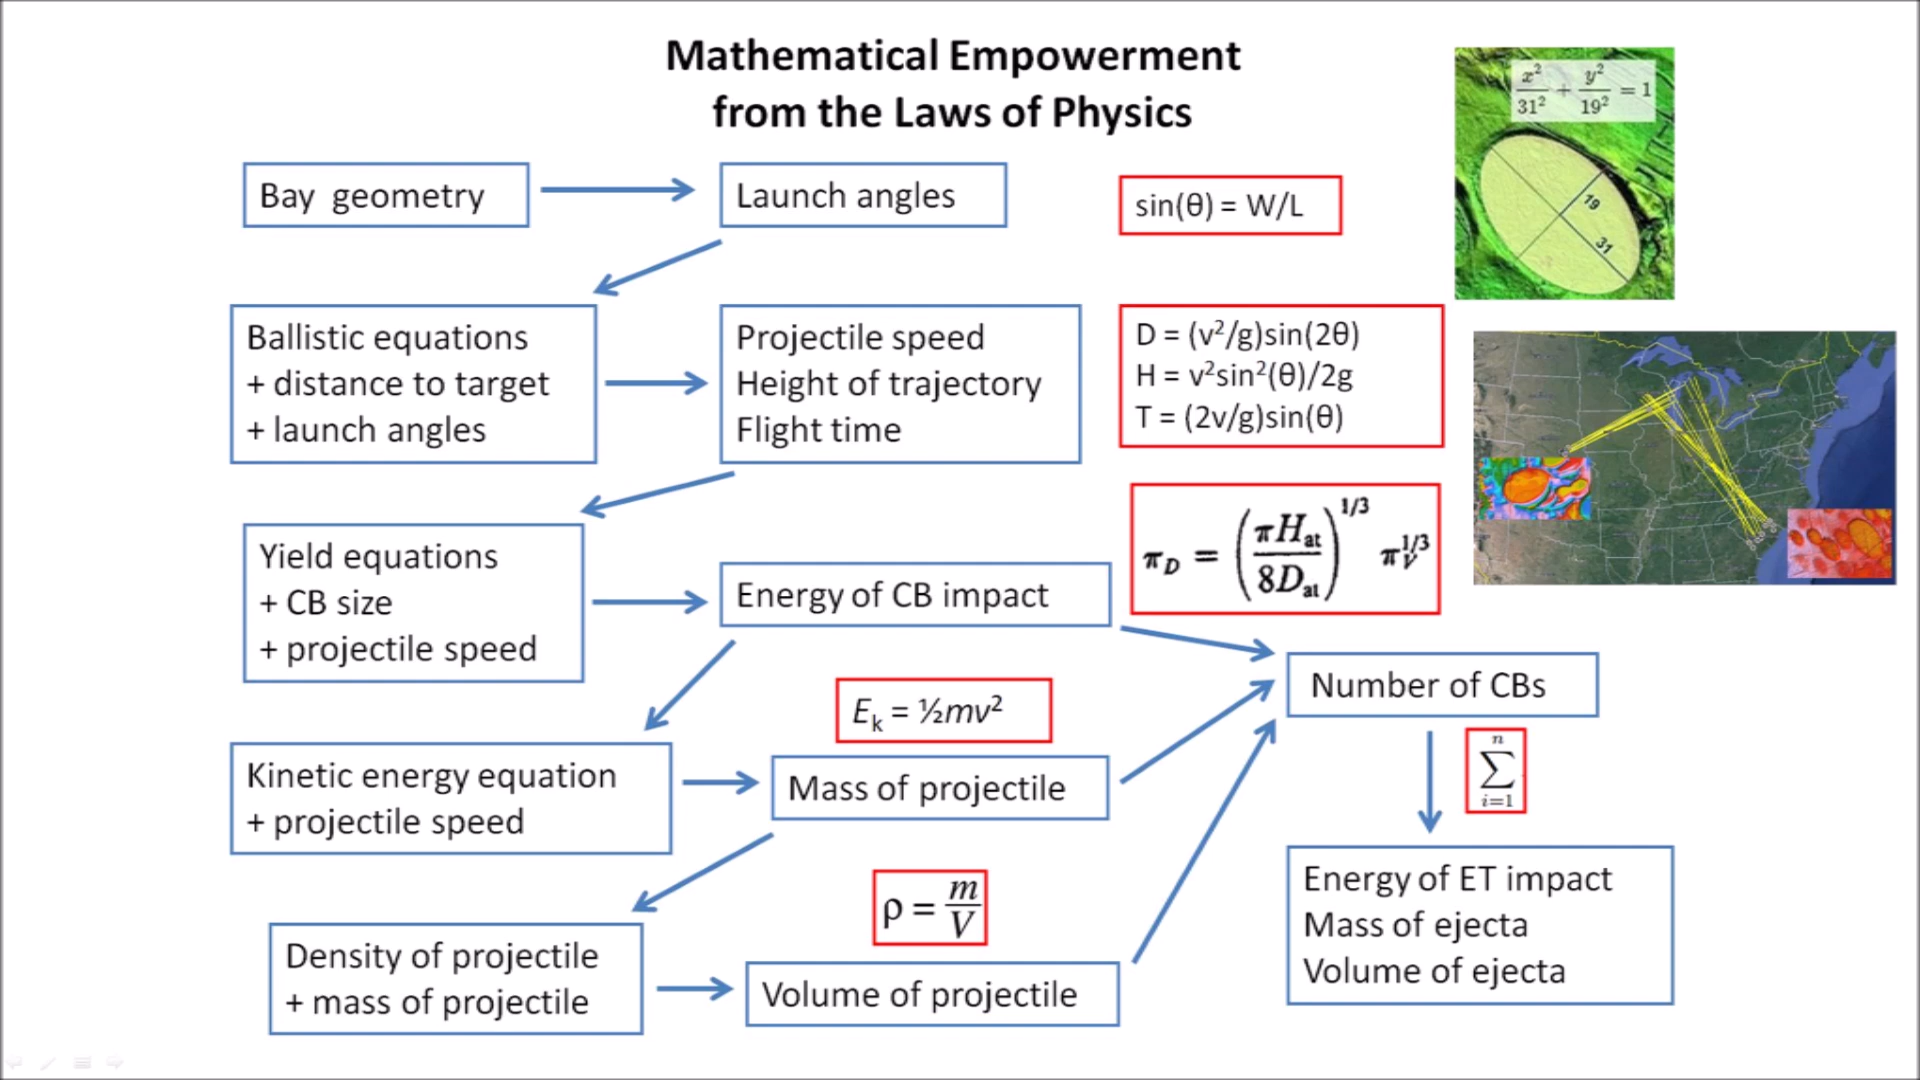 Mathematical Empowerment
from the Laws of Physics
x²/31² + y²/19² = 1
19
31
Bay geometry
Launch angles
sin(θ) = W/L
Ballistic equations
+ distance to target
+ launch angles
Projectile speed
Height of trajectory
Flight time
D = (v²/g)sin(2θ)
H = v²sin²(θ)/2g
T = (2v/g)sin(θ)
Yield equations
+ CB size
+ projectile speed
Energy of CB impact
π_D = (πH_at/8D_at)^1/3 π_V^1/3
Number of CBs
E_k = ½mv²
Kinetic energy equation
+ projectile speed
Mass of projectile
n
∑
i=1
Energy of ET impact
Mass of ejecta
Volume of ejecta
ρ = m/V
Density of projectile
+ mass of projectile
Volume of projectile